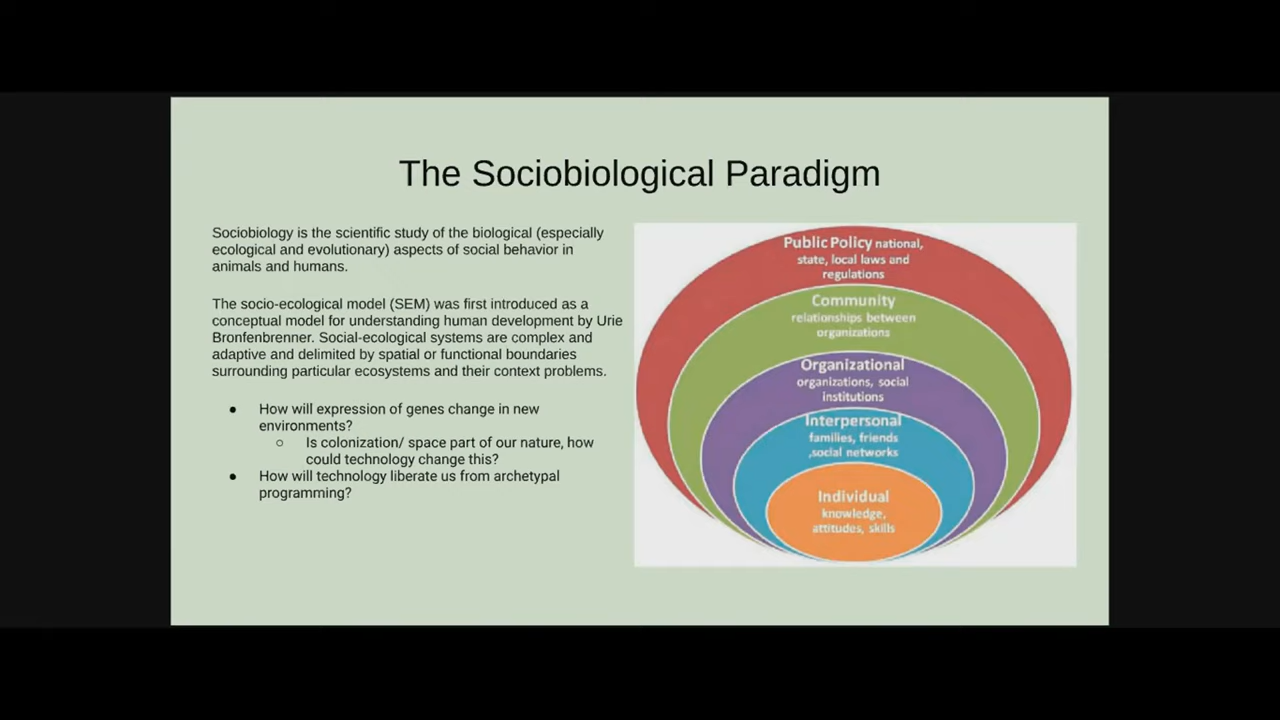 The Sociobiological Paradigm
Sociobiology is the scientific study of the biological (especially
ecological and evolutionary) aspects of social behavior in
animals and humans.
The socio-ecological model (SEM) was first introduced as a
conceptual model for understanding human development by Urie
Bronfenbrenner. Social-ecological systems are complex and
adaptive and delimited by spatial or functional boundaries
surrounding particular ecosystems and their context problems.
● How will expression of genes change in new
environments?
○ Is colonization/ space part of our nature, how
could technology change this?
● How will technology liberate us from archetypal
programming?
Public Policy national,
state, local laws and
regulations
Community
relationships between
organizations
Organizational
organizations, social
institutions
Interpersonal
families, friends
,social networks
Individual
knowledge,
attitudes, skills